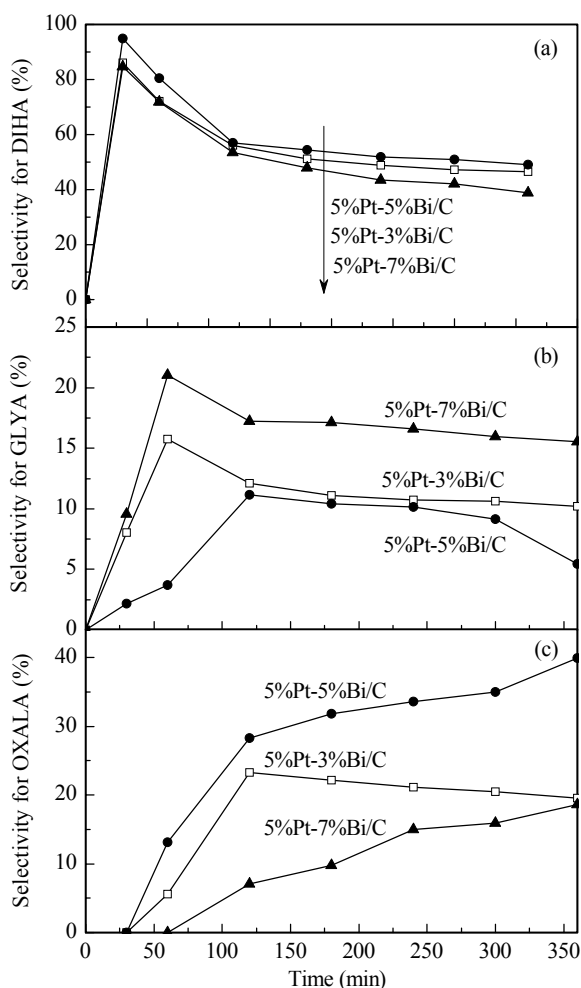 100
(a)
80
60
40
20
0
Selectivity for DIHA (%)
5%Pt-5%Bi/C
5%Pt-3%Bi/C
5%Pt-7%Bi/C
25
(b)
20
15
10
5
0
Selectivity for GLYA (%)
5%Pt-7%Bi/C
5%Pt-3%Bi/C
5%Pt-5%Bi/C
40
(c)
30
20
10
0
Selectivity for OXALA (%)
5%Pt-5%Bi/C
5%Pt-3%Bi/C
5%Pt-7%Bi/C
0 50 100 150 200 250 300 350
Time (min)